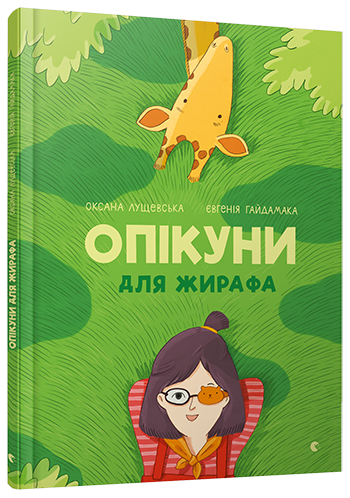 ОКСАНА ЛУЩЕВСЬКА ЄВГЕНІЯ ГАЙДАМАКА
ОПІКУНИ
ДЛЯ ЖИРАФА
ОПІКУНИ ДЛЯ ЖИРАФА